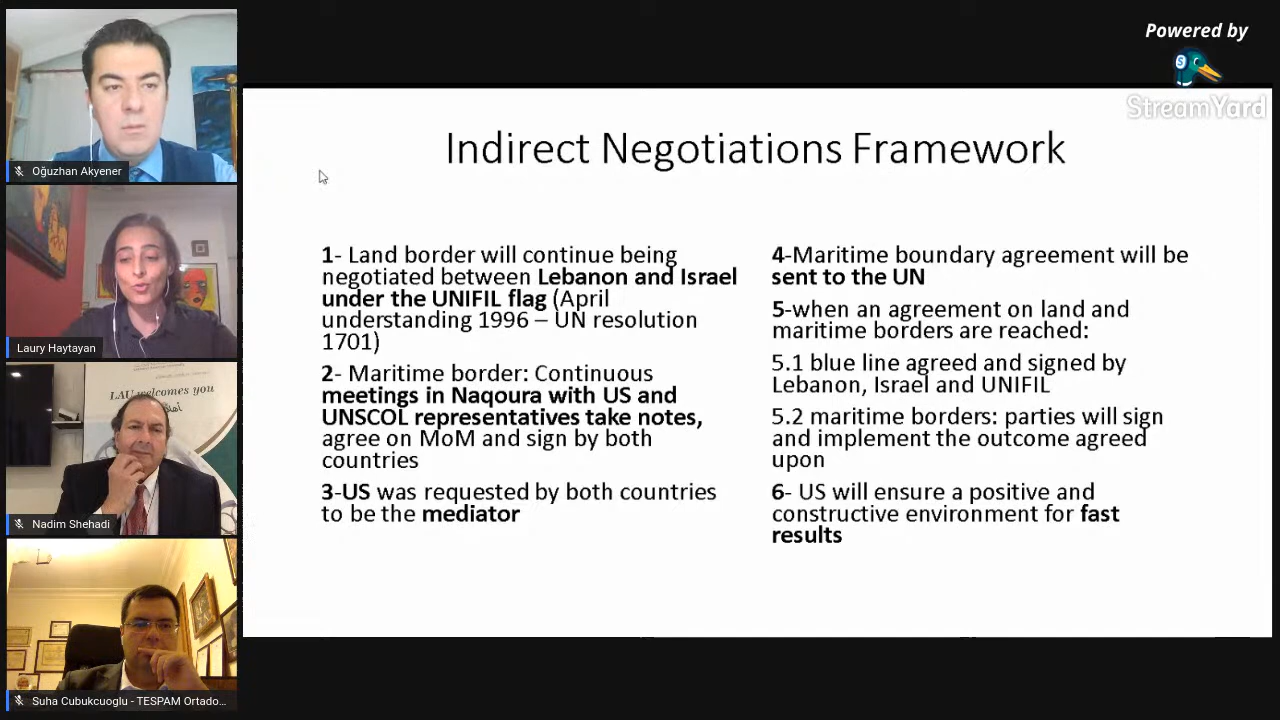 Powered by
StreamYard
Indirect Negotiations Framework
1- Land border will continue being
negotiated between Lebanon and Israel
under the UNIFIL flag (April
understanding 1996 – UN resolution
1701)
2- Maritime border: Continuous
meetings in Naqoura with US and
UNSCOL representatives take notes,
agree on MoM and sign by both
countries
3-US was requested by both countries
to be the mediator
4-Maritime boundary agreement will be
sent to the UN
5-when an agreement on land and
maritime borders are reached:
5.1 blue line agreed and signed by
Lebanon, Israel and UNIFIL
5.2 maritime borders: parties will sign
and implement the outcome agreed
upon
6- US will ensure a positive and
constructive environment for fast
results
Oğuzhan Akyener
Laury Haytayan
LAU welcomes you
Nadim Shehadi
Suha Cubukcuoglu - TESPAM Ortado...